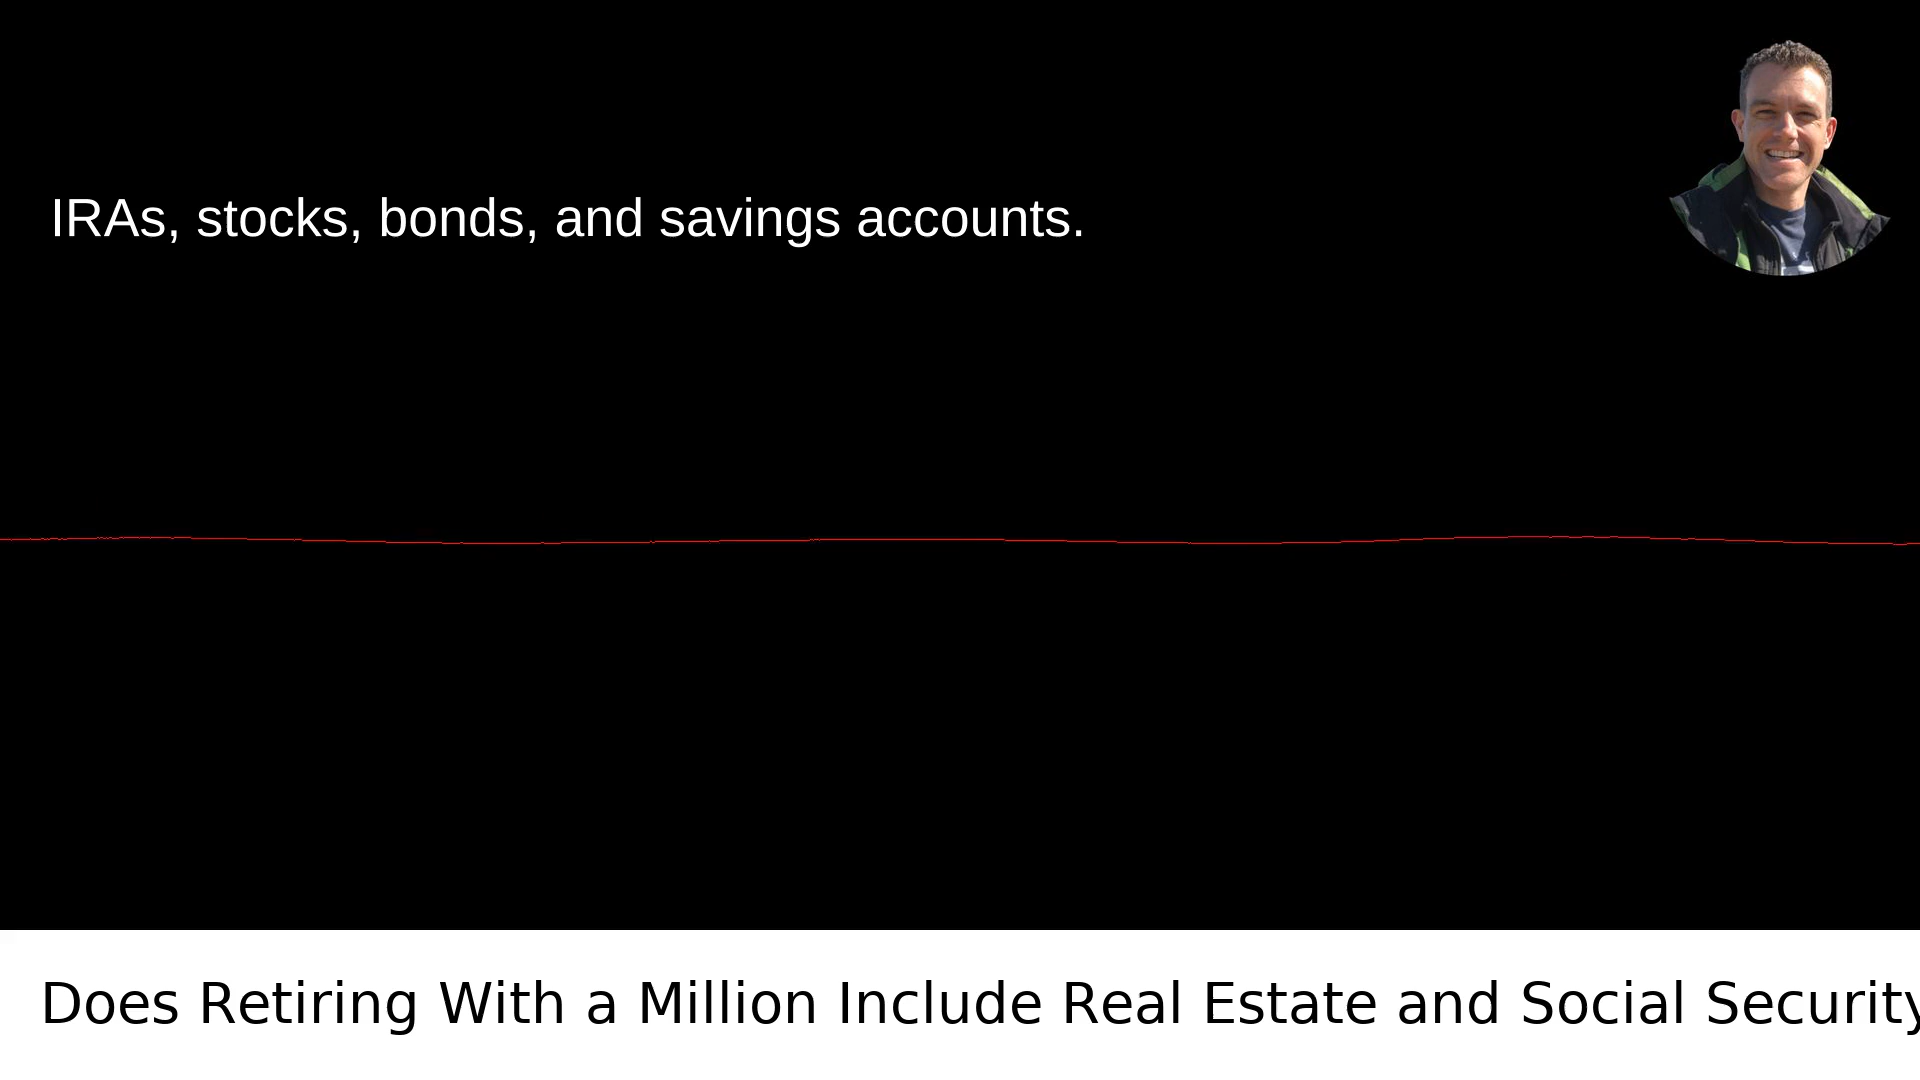 IRAs, stocks, bonds, and savings accounts.
Does Retiring With a Million Include Real Estate and Social Security